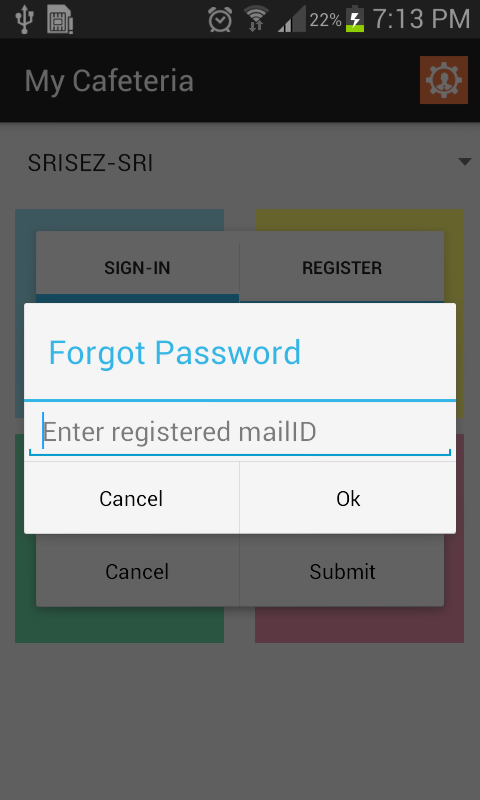 22% 7:13 PM
My Cafeteria
SRISEZ-SRI
SIGN-IN REGISTER
Forgot Password
Enter registered mailID
Cancel Ok
Cancel Submit